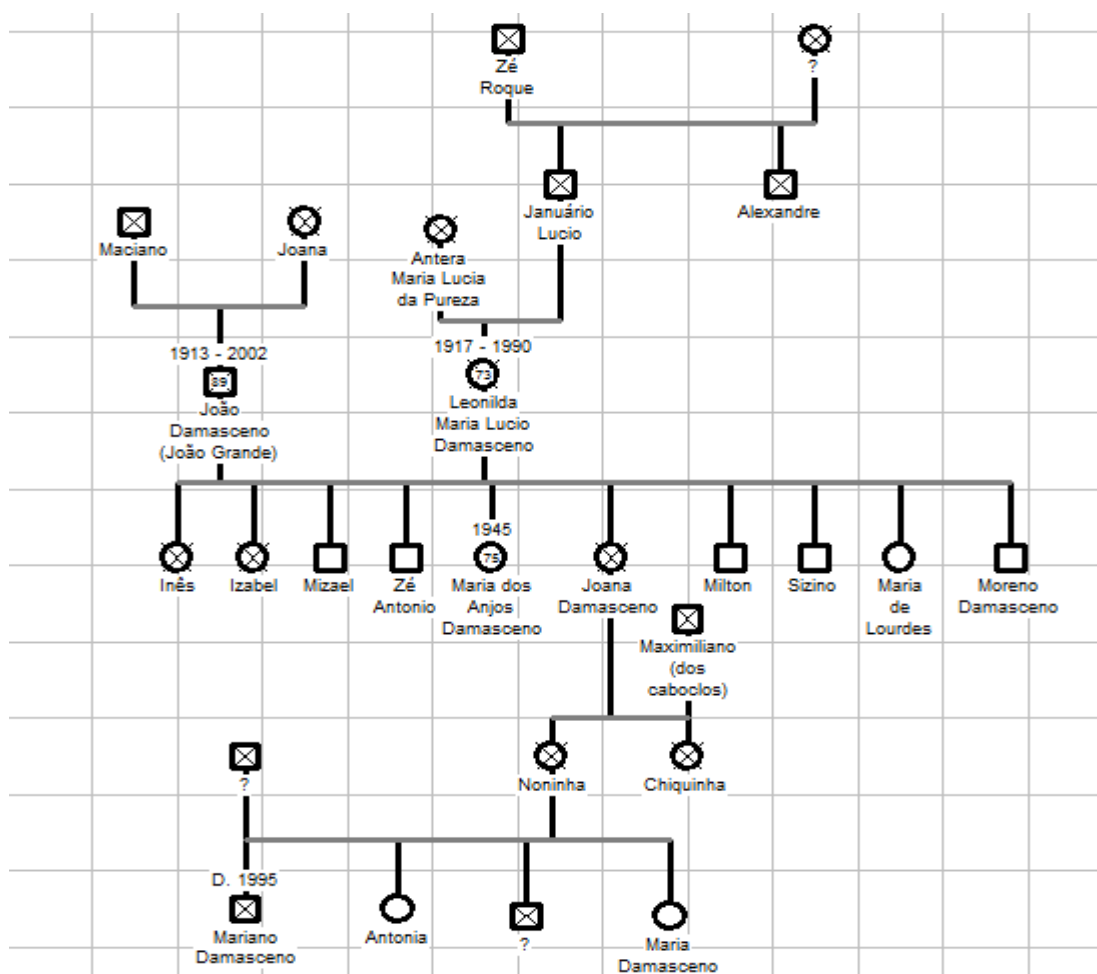 Zé
Roque
?
Januário
Lucio
Alexandre
Maciano
Joana
Antera
Maria Lucia
da Pureza
1913 - 2002
89
João
Damasceno
(João Grande)
1917 - 1990
73
Leonilda
Maria Lucio
Damasceno
Inês
Izabel
Mizael
Zé
Antonio
1945
75
Maria dos
Anjos
Damasceno
Joana
Damasceno
Milton
Sizino
Maria
de
Lourdes
Moreno
Damasceno
Maximiliano
(dos
caboclos)
?
Noninha
Chiquinha
D. 1995
Mariano
Damasceno
Antonia
?
Maria
Damasceno